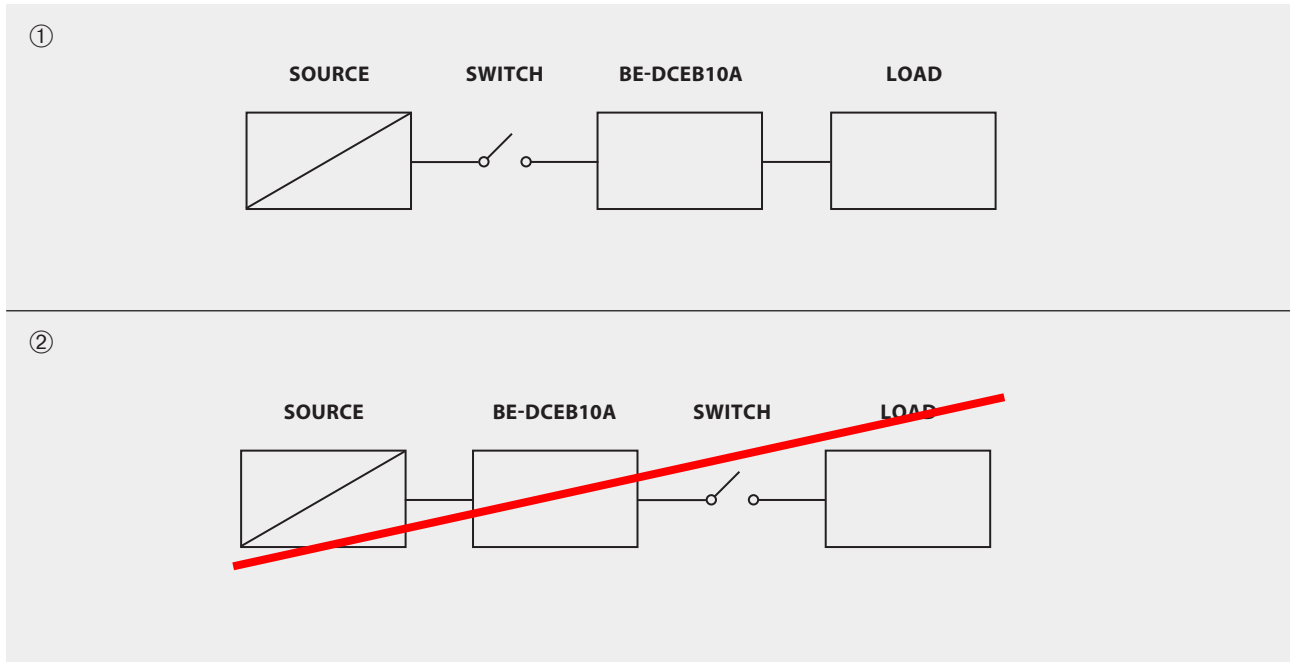 ①
SOURCE SWITCH BE-DCEB10A LOAD
②
SOURCE BE-DCEB10A SWITCH LOAD